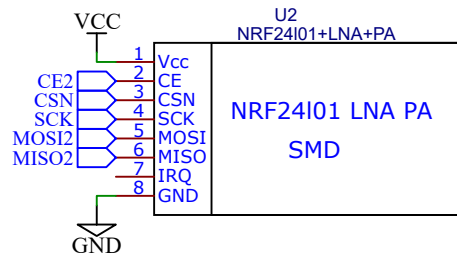 U2
NRF24l01+LNA+PA
VCC
1 Vcc
CE2 2 CE
CSN 3 CSN
SCK 4 SCK
MOSI2 5 MOSI
MISO2 6 MISO
7 IRQ
8 GND
NRF24l01 LNA PA
SMD
GND